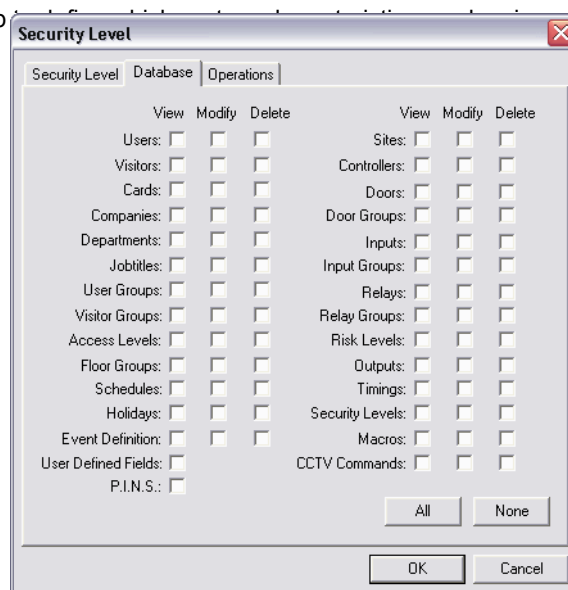 Security Level
Security Level Database Operations
View Modify Delete View Modify Delete
Users: Sites:
Visitors: Controllers:
Cards: Doors:
Companies: Door Groups:
Departments: Inputs:
Jobtitles: Input Groups:
User Groups: Relays:
Visitor Groups: Relay Groups:
Access Levels: Risk Levels:
Floor Groups: Outputs:
Schedules: Timings:
Holidays: Security Levels:
Event Definition: Macros:
User Defined Fields: CCTV Commands:
P.I.N.S.:
All None
OK Cancel